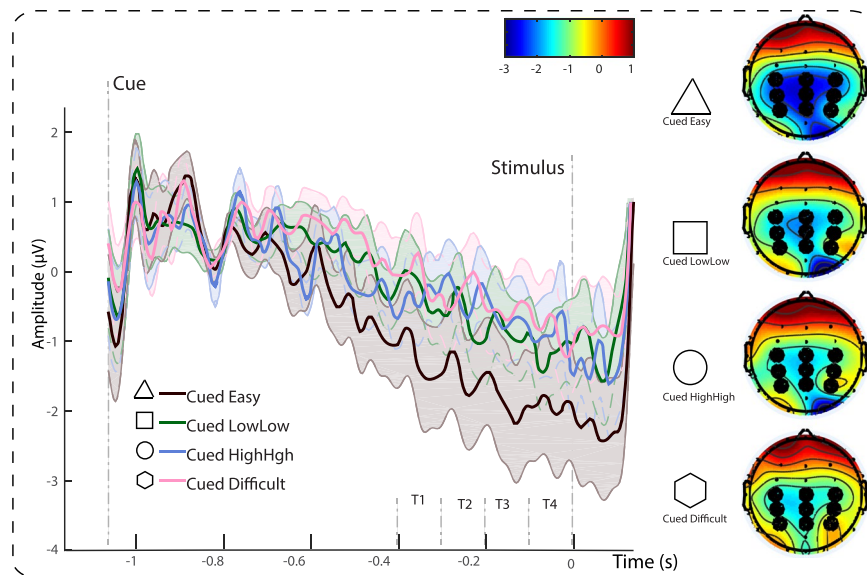 -3 -2 -1 0 1
Cue
Stimulus
Amplitude (μV)
2
1
0
-1
-2
-3
-4
Cued Easy
Cued LowLow
Cued HighHgh
Cued Difficult
T1 T2 T3 T4
-1 -0.8 -0.6 -0.4 -0.2 0
Time (s)
Cued Easy
Cued LowLow
Cued HighHigh
Cued Difficult